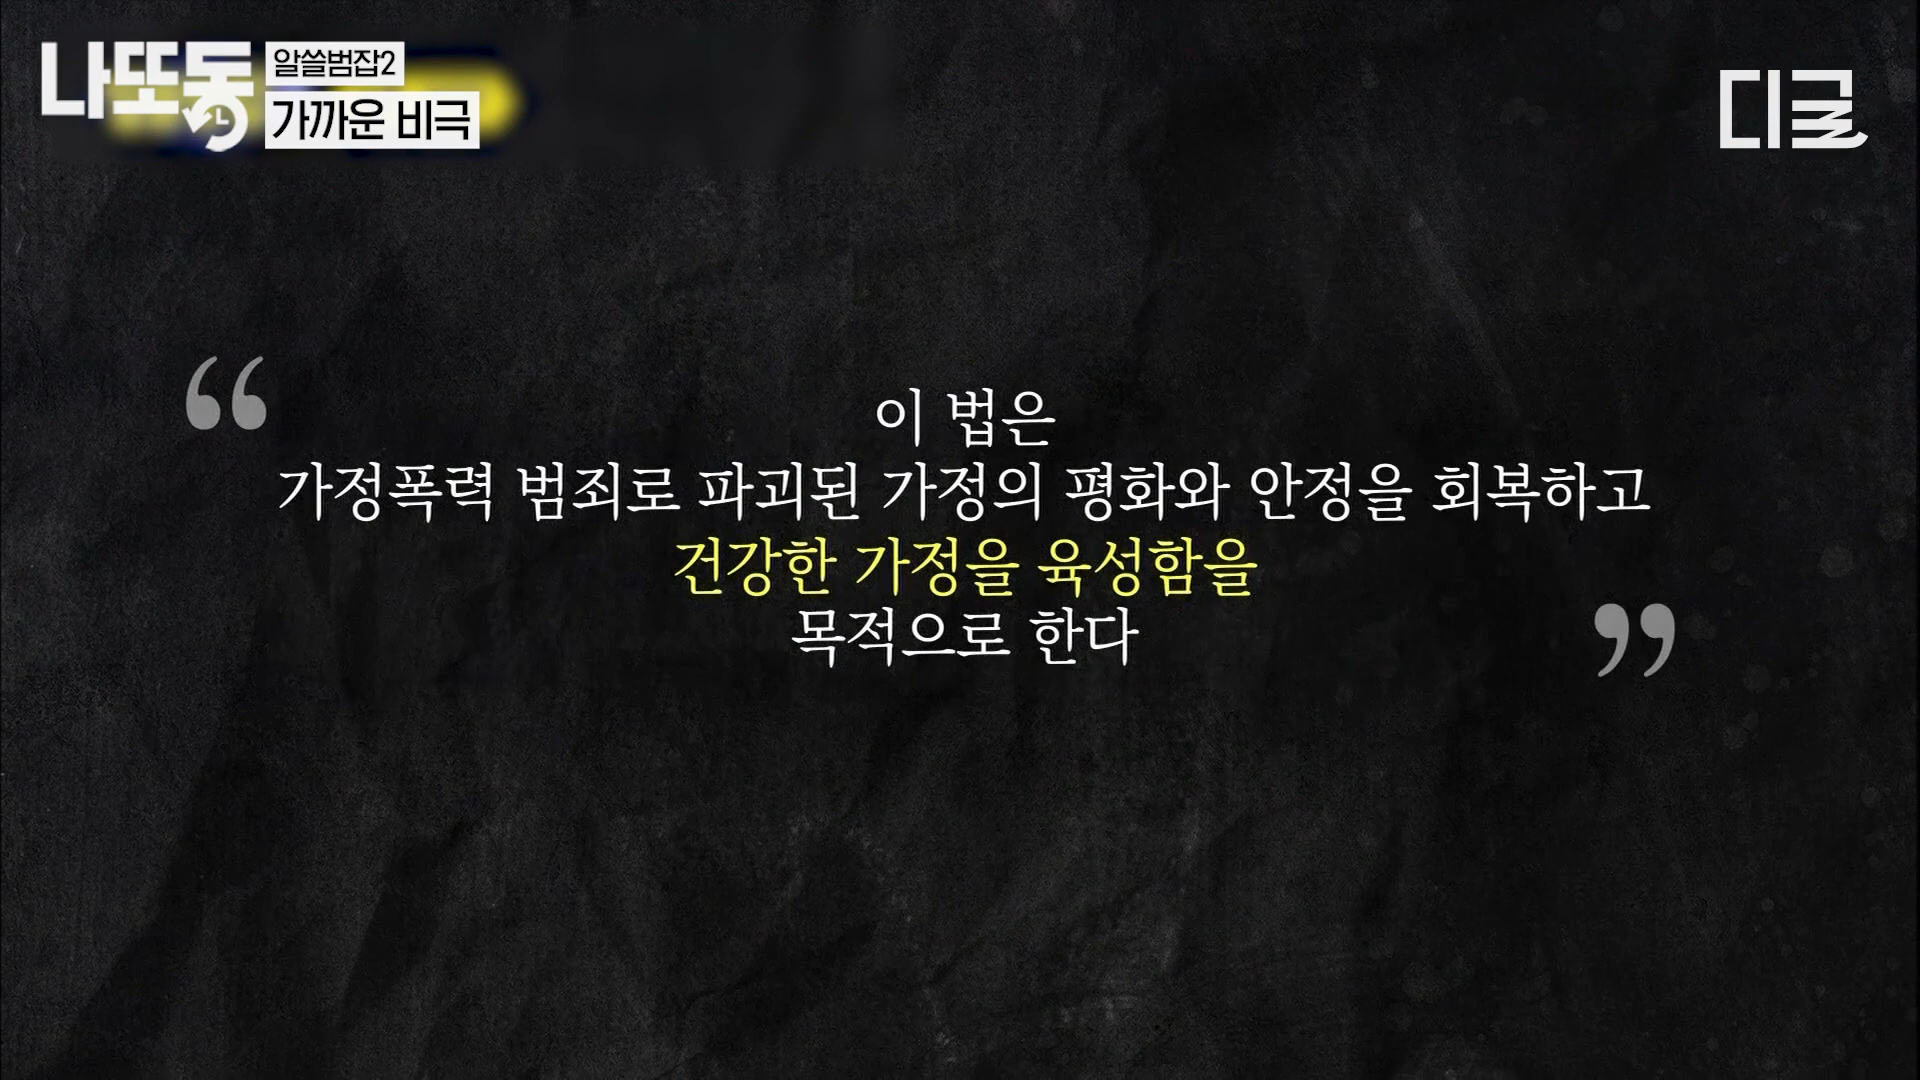 나또동
알쓸범잡2
가까운 비극
디글
“
이 법은
가정폭력 범죄로 파괴된 가정의 평화와 안정을 회복하고
건강한 가정을 육성함을
목적으로 한다
”